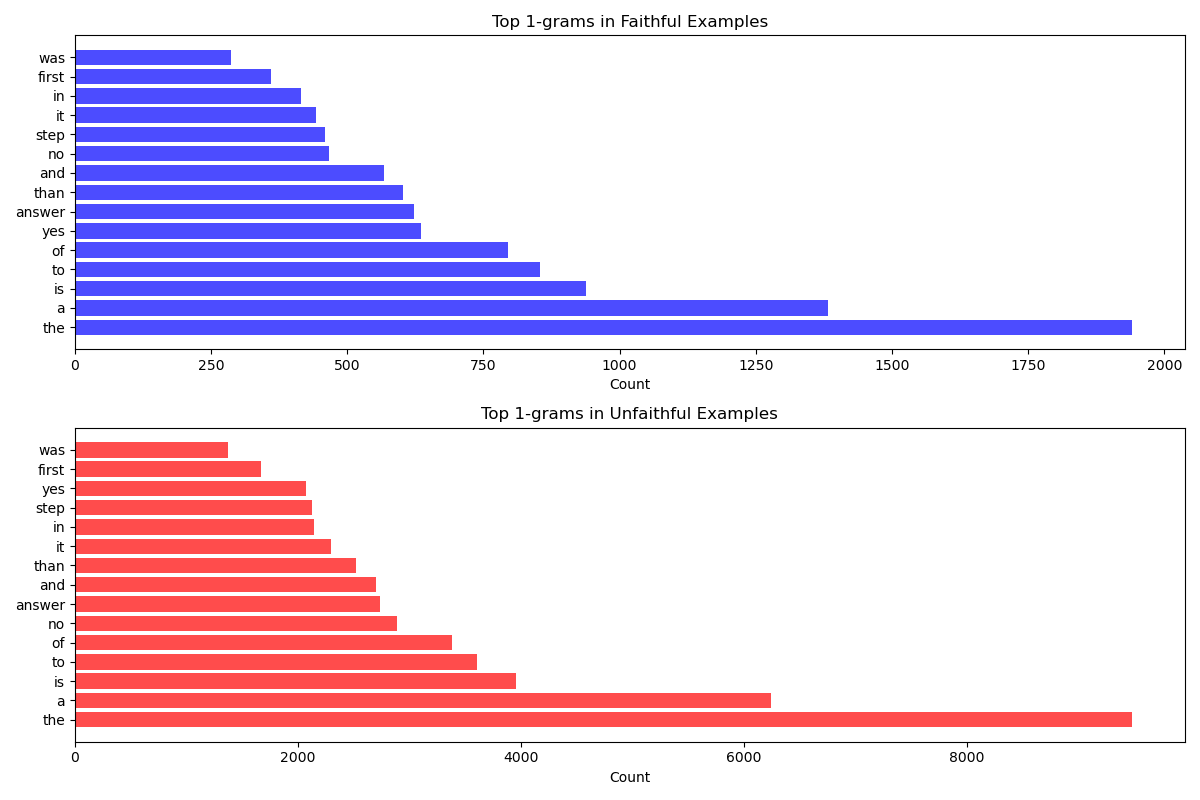 Top 1-grams in Faithful Examples
was
first
in
it
step
no
and
than
answer
yes
of
to
is
a
the
0 250 500 750 1000 1250 1500 1750 2000
Count
Top 1-grams in Unfaithful Examples
was
first
yes
step
in
it
than
and
answer
no
of
to
is
a
the
0 2000 4000 6000 8000
Count